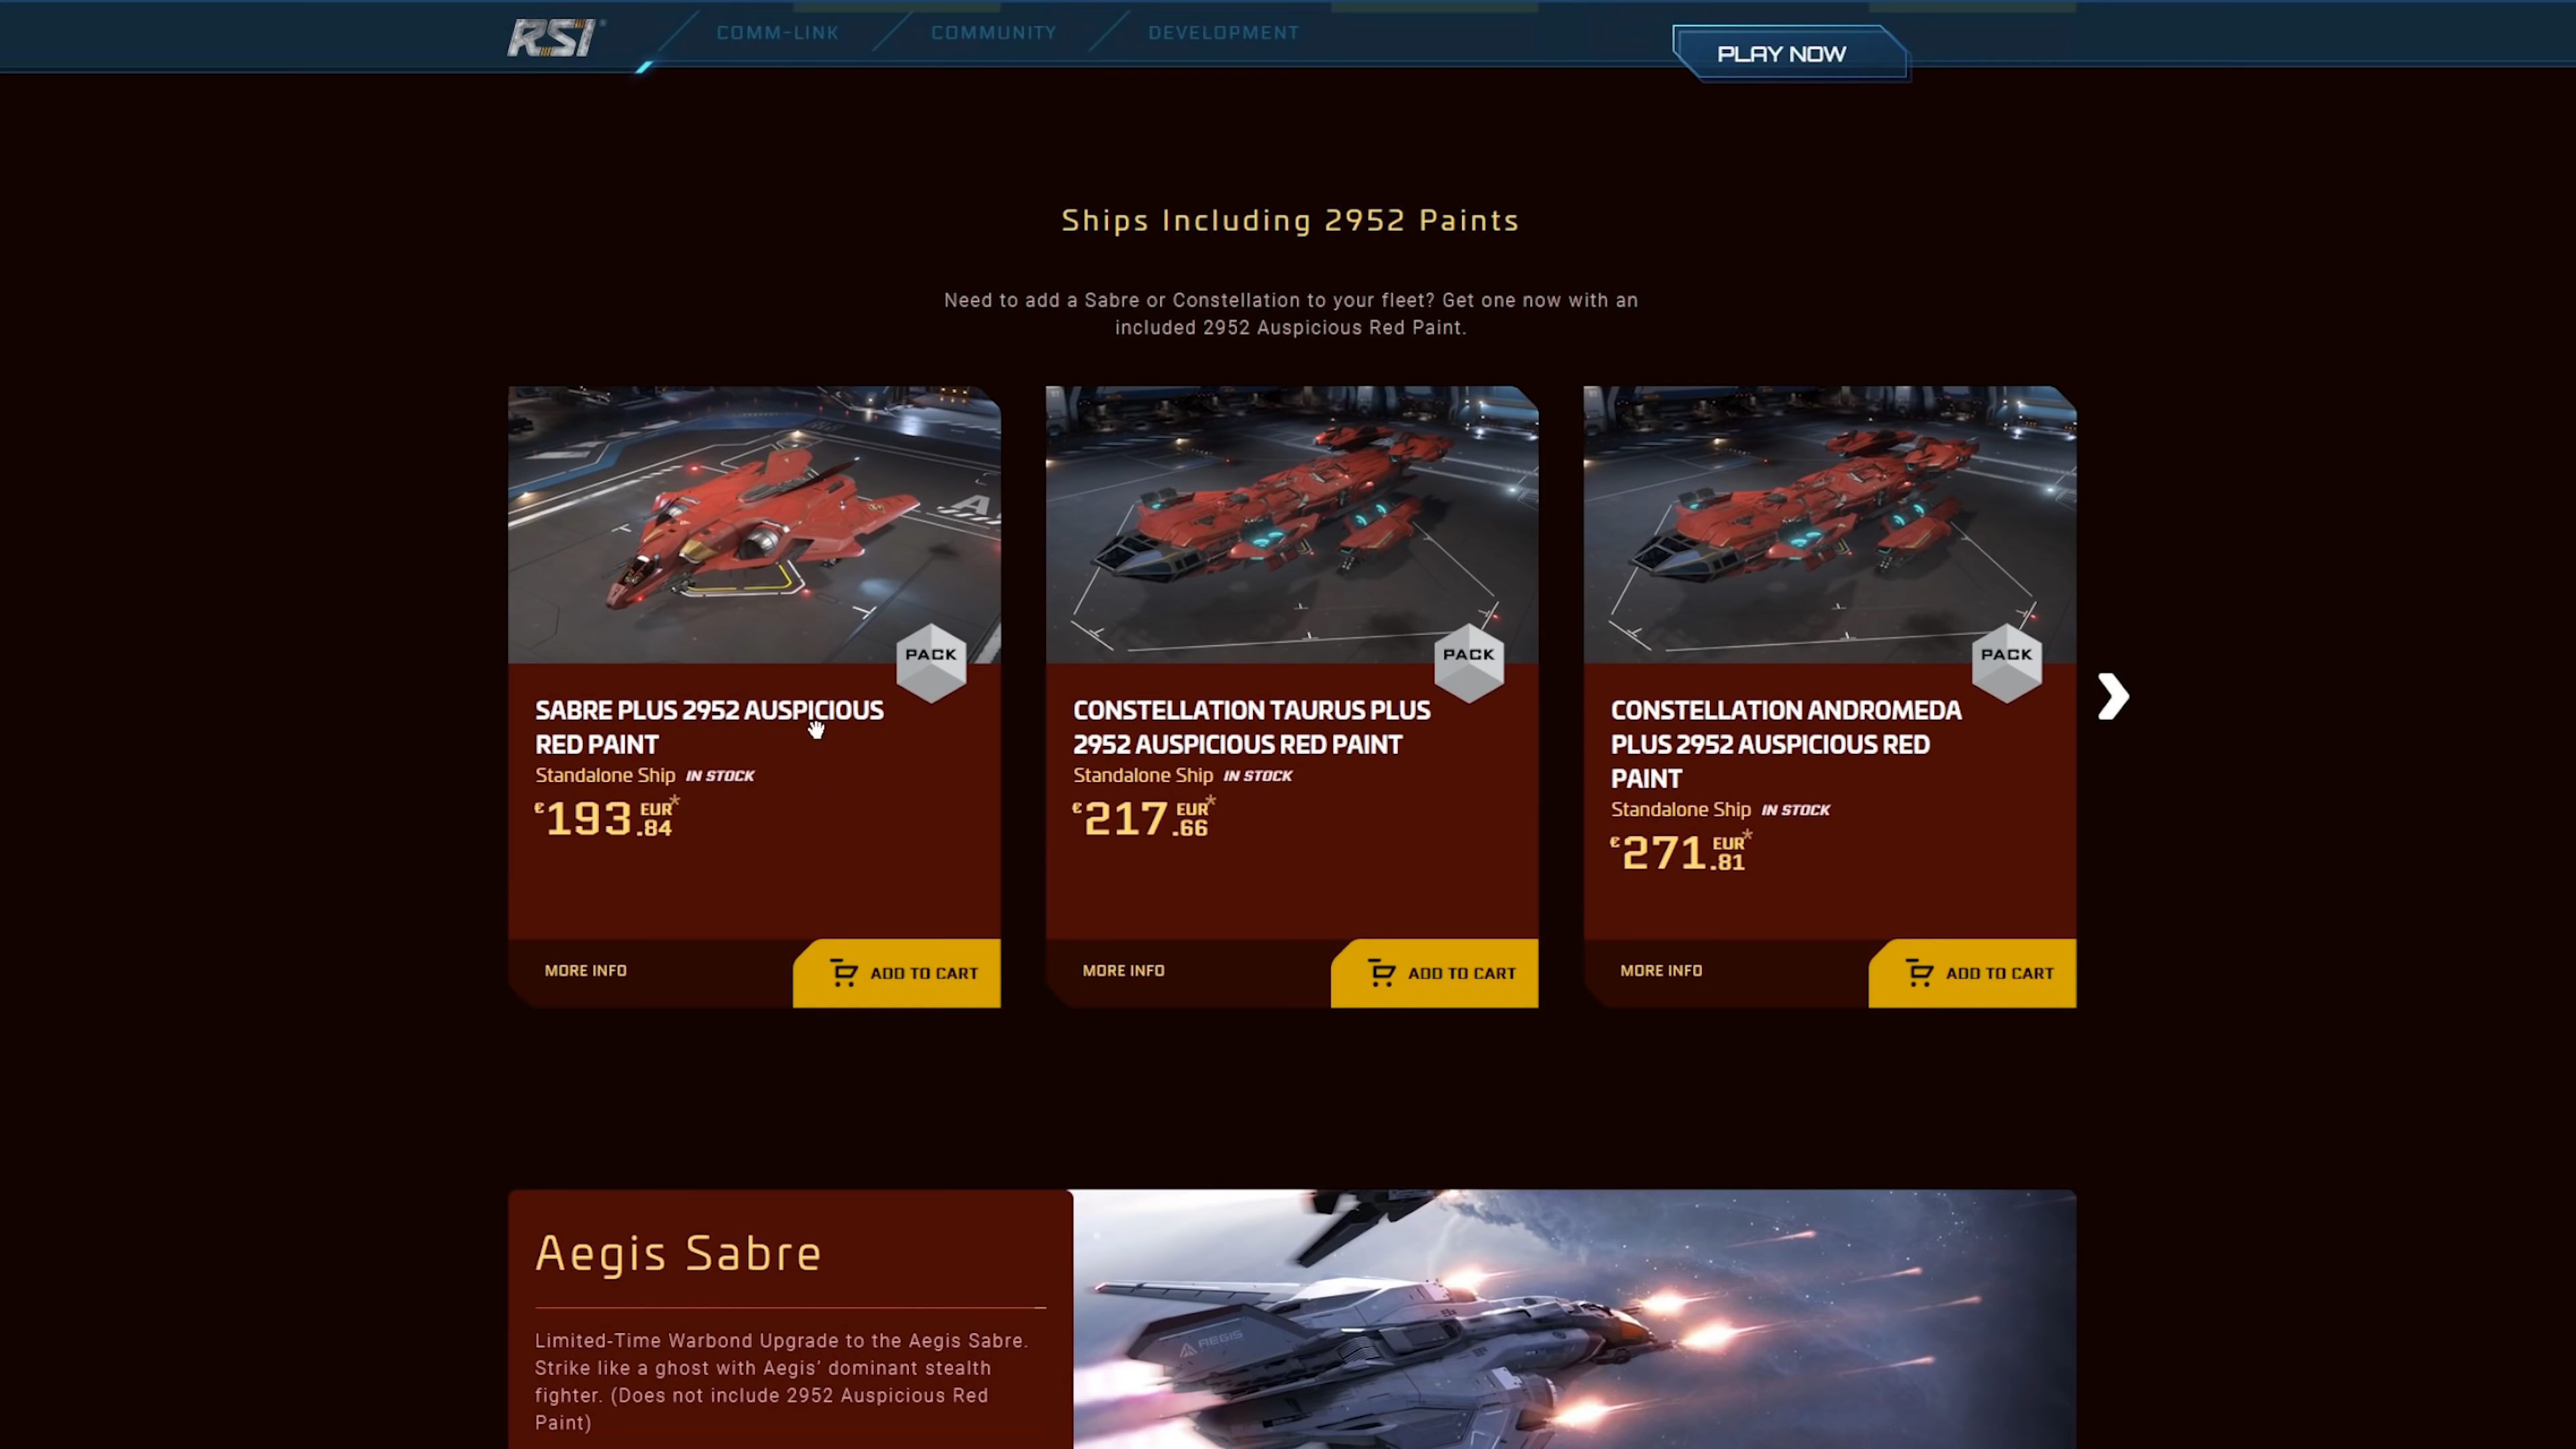 RSI
COMM-LINK
COMMUNITY
DEVELOPMENT
PLAY NOW
Ships Including 2952 Paints
Need to add a Sabre or Constellation to your fleet? Get one now with an
included 2952 Auspicious Red Paint.
PACK
SABRE PLUS 2952 AUSPICIOUS
RED PAINT
Standalone Ship IN STOCK
€193.84 EUR*
MORE INFO
ADD TO CART
PACK
CONSTELLATION TAURUS PLUS
2952 AUSPICIOUS RED PAINT
Standalone Ship IN STOCK
€217.66 EUR*
MORE INFO
ADD TO CART
PACK
CONSTELLATION ANDROMEDA
PLUS 2952 AUSPICIOUS RED
PAINT
Standalone Ship IN STOCK
€271.81 EUR*
MORE INFO
ADD TO CART
Aegis Sabre
Limited-Time Warbond Upgrade to the Aegis Sabre.
Strike like a ghost with Aegis’ dominant stealth
fighter. (Does not include 2952 Auspicious Red
Paint)
AEGIS